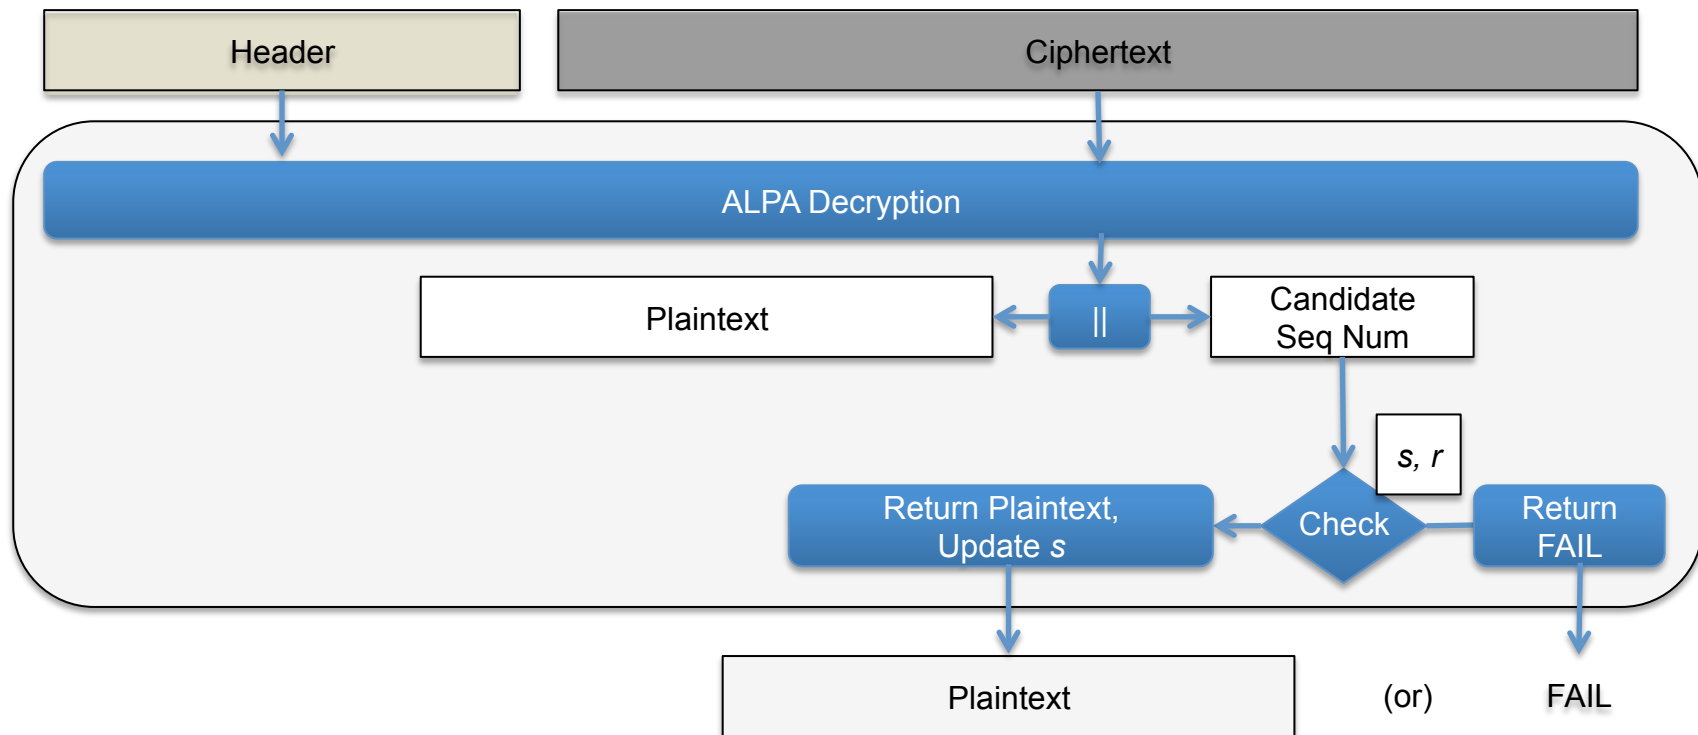 Header
Ciphertext
ALPA Decryption
Plaintext
||
Candidate
Seq Num
s, r
Return Plaintext,
Update s
Check
Return
FAIL
Plaintext
(or)
FAIL